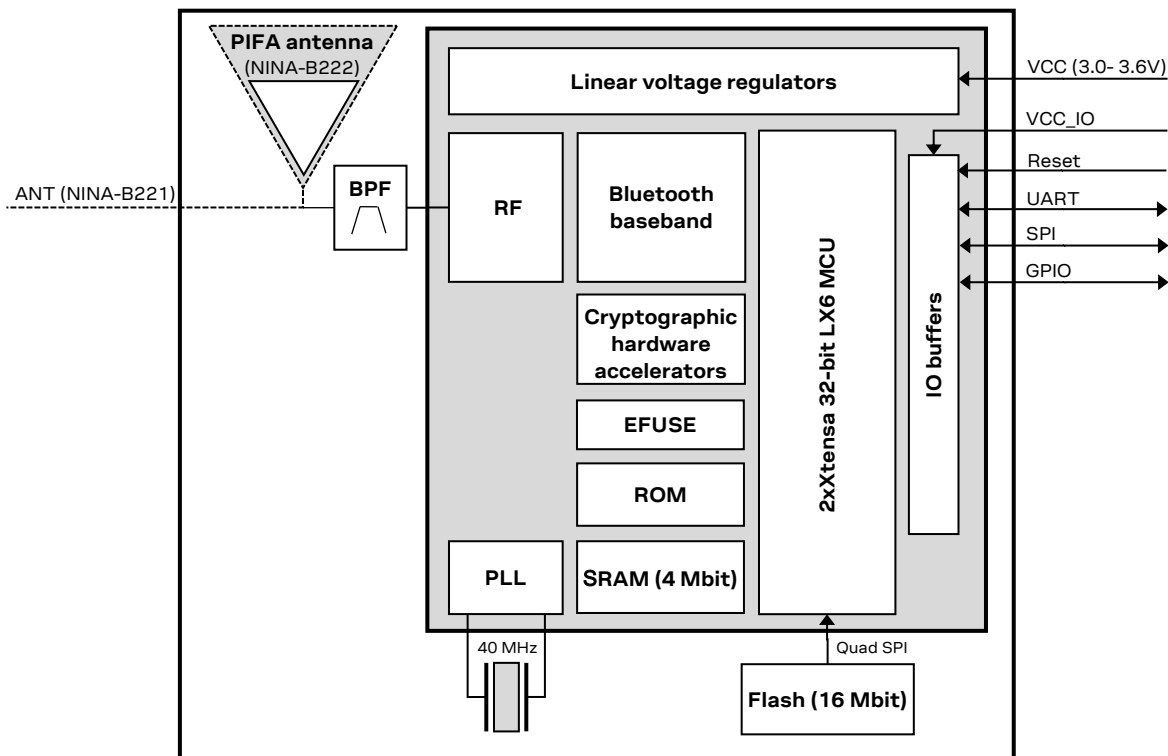 PIFA antenna
(NINA-B222)
Linear voltage regulators
VCC (3.0- 3.6V)
VCC_IO
Reset
ANT (NINA-B221)
BPF
RF
Bluetooth
baseband
UART
SPI
GPIO
Cryptographic
hardware
accelerators
2xXtensa 32-bit LX6 MCU
IO buffers
EFUSE
ROM
PLL
SRAM (4 Mbit)
40 MHz
Quad SPI
Flash (16 Mbit)